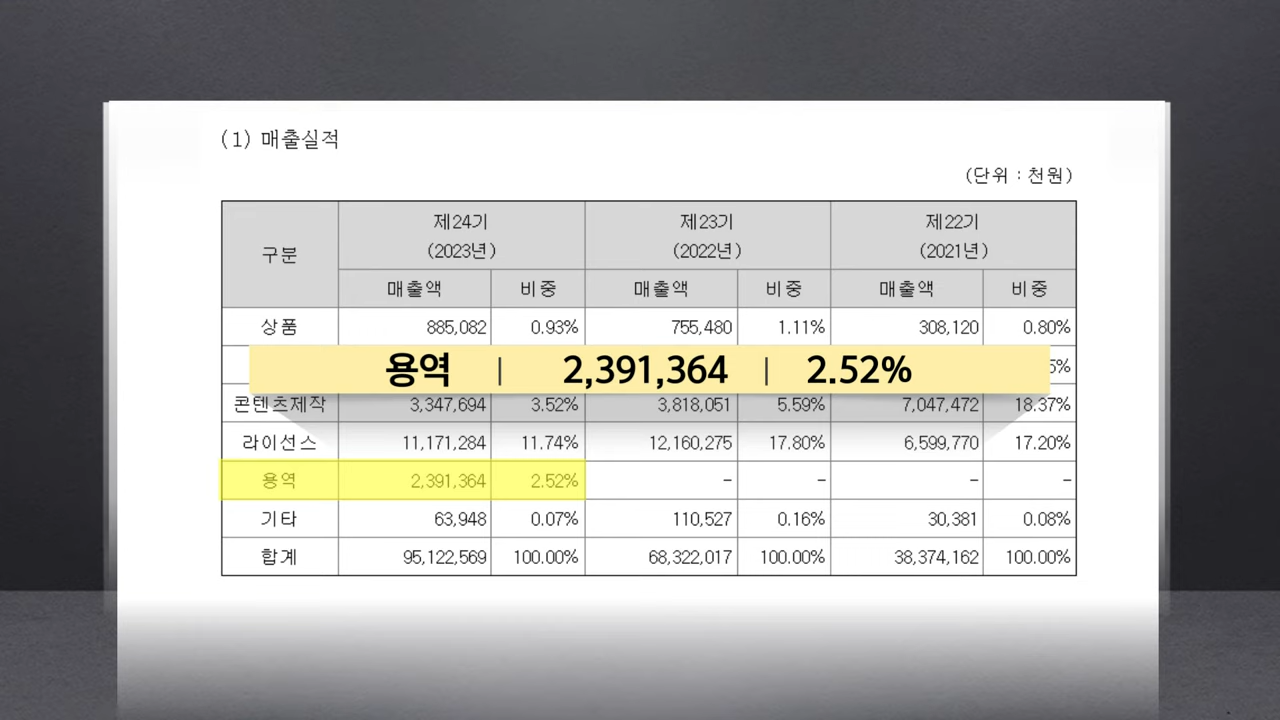 (1) 매출실적
(단위 : 천원)
구분 제24기 (2023년) 제23기 (2022년) 제22기 (2021년)
매출액 비중 매출액 비중 매출액 비중
상품 885,082 0.93% 755,480 1.11% 308,120 0.80%
용역 | 2,391,364 | 2.52%
콘텐츠제작 3,347,694 3.52% 3,818,051 5.59% 7,047,472 18.37%
라이선스 11,171,284 11.74% 12,160,275 17.80% 6,599,770 17.20%
용역 2,391,364 2.52% – – – –
기타 63,948 0.07% 110,527 0.16% 30,381 0.08%
합계 95,122,569 100.00% 68,322,017 100.00% 38,374,162 100.00%